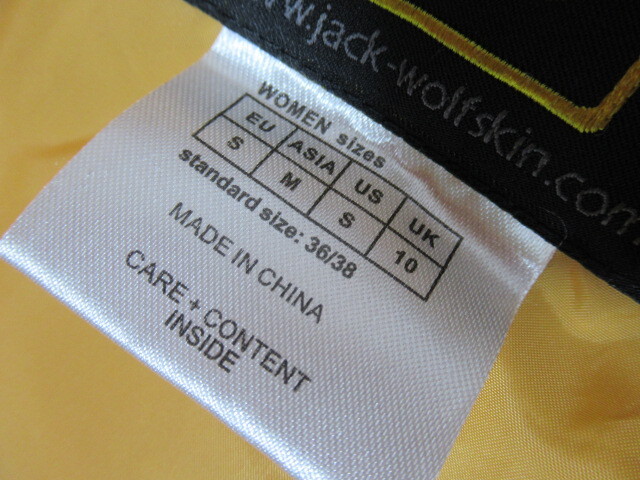 www.jack-wolfskin.com
WOMEN sizes
EU ASIA US UK
S M S 10
standard size: 36/38
MADE IN CHINA
CARE + CONTENT
INSIDE